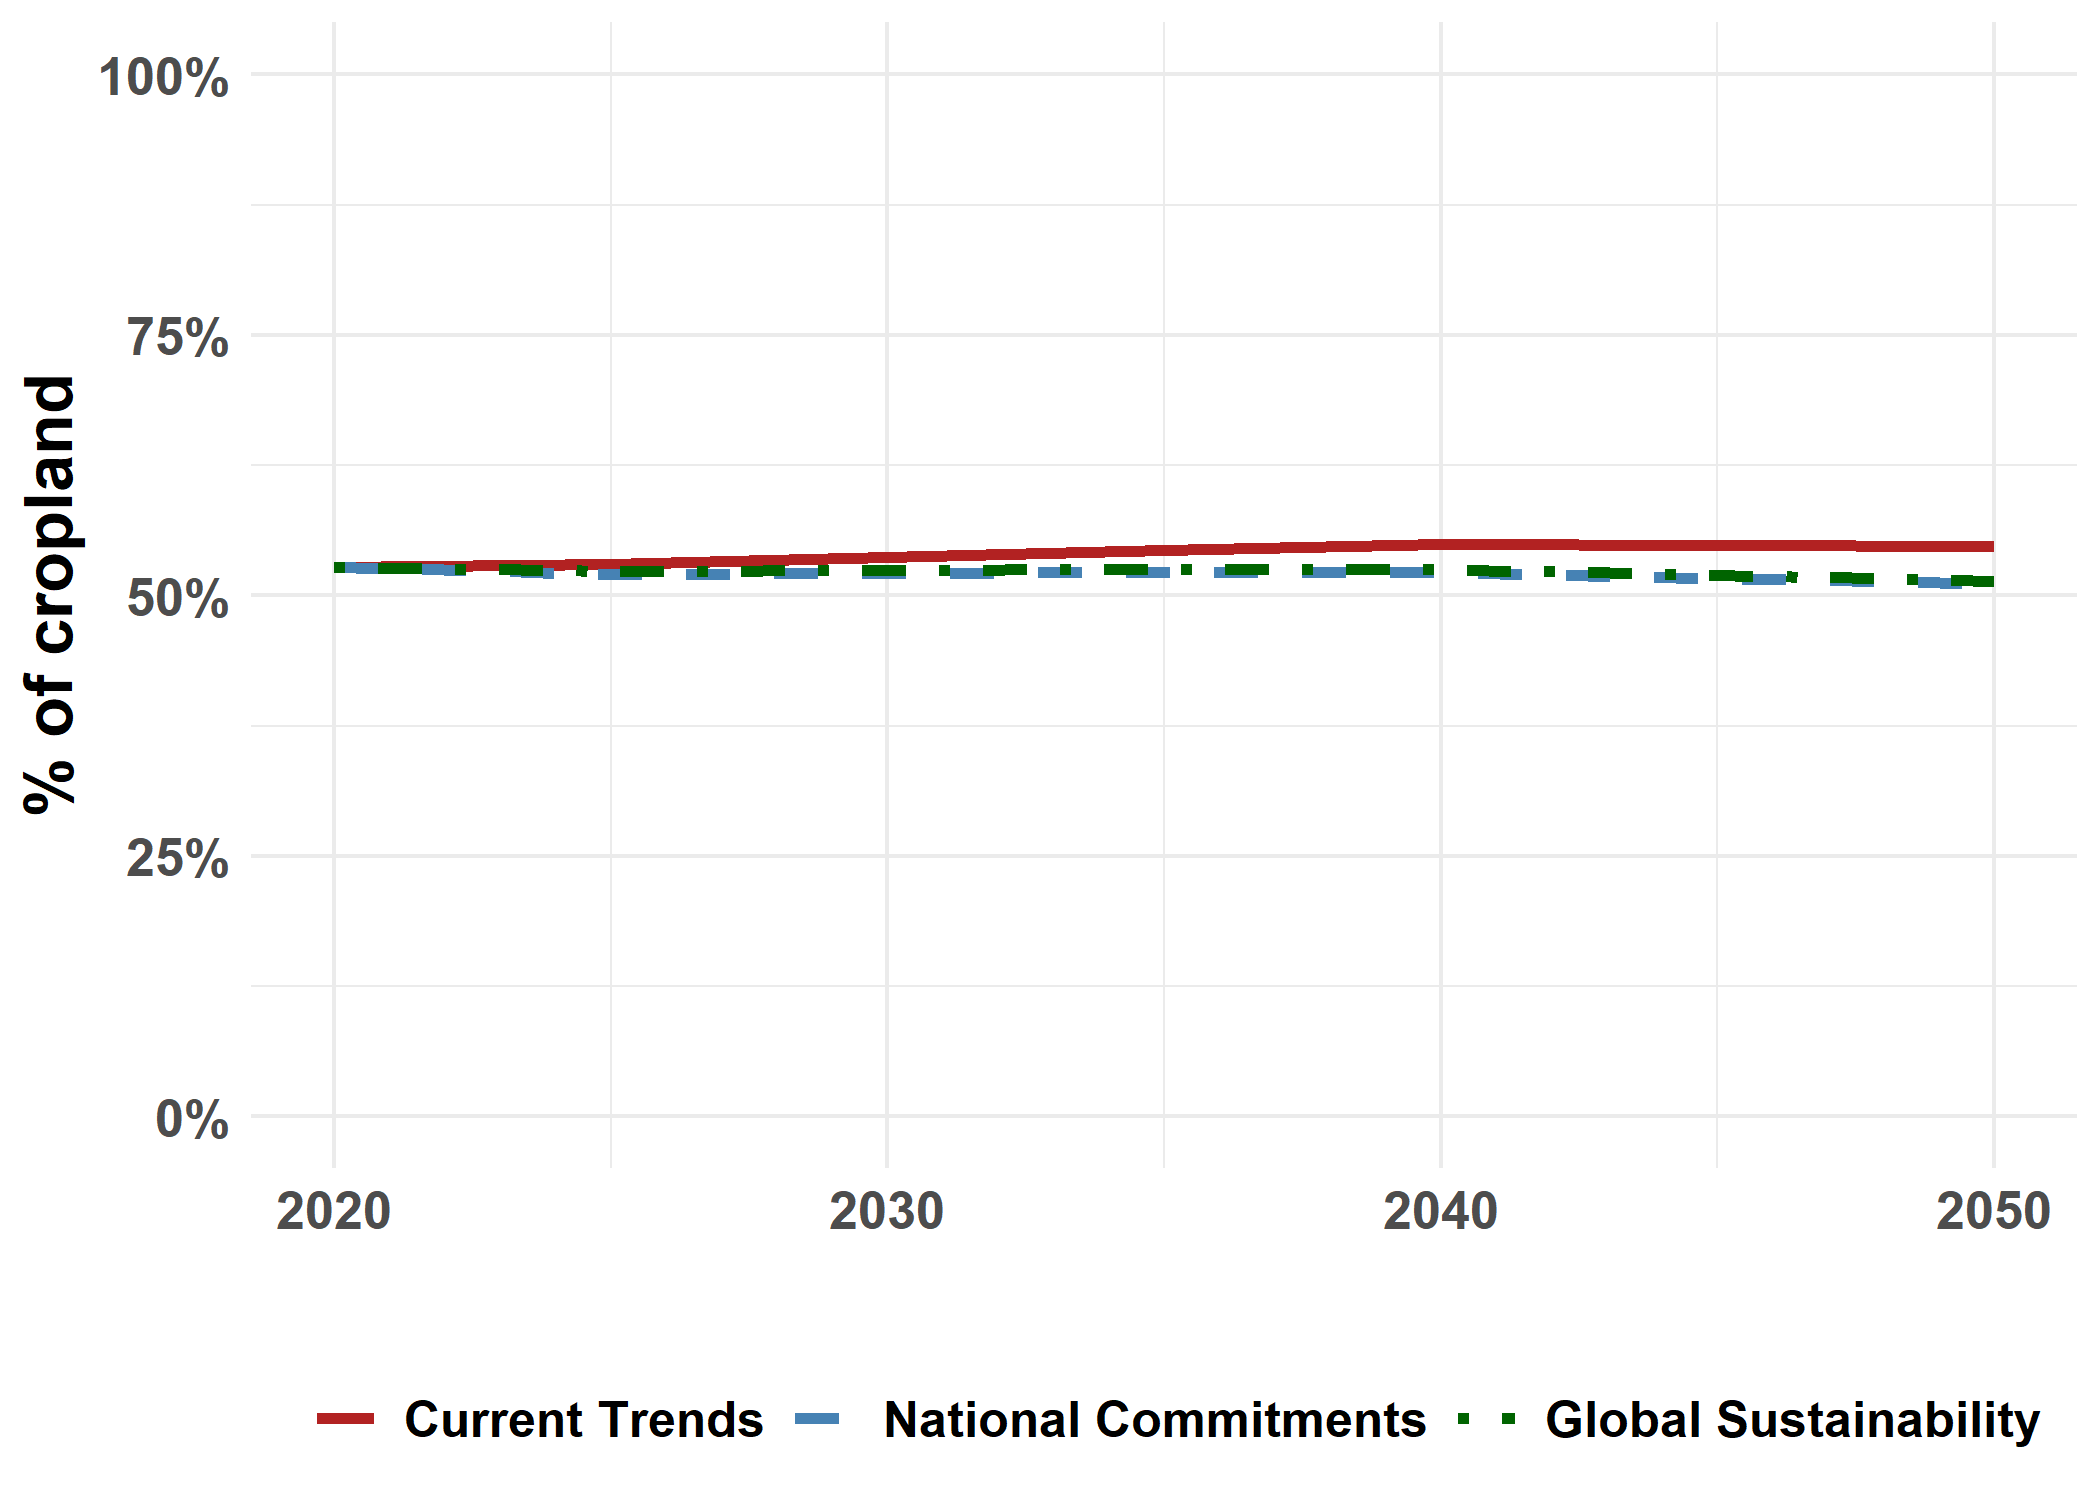 % of cropland
100%
75%
50%
25%
0%
2020 2030 2040 2050
Current Trends National Commitments Global Sustainability